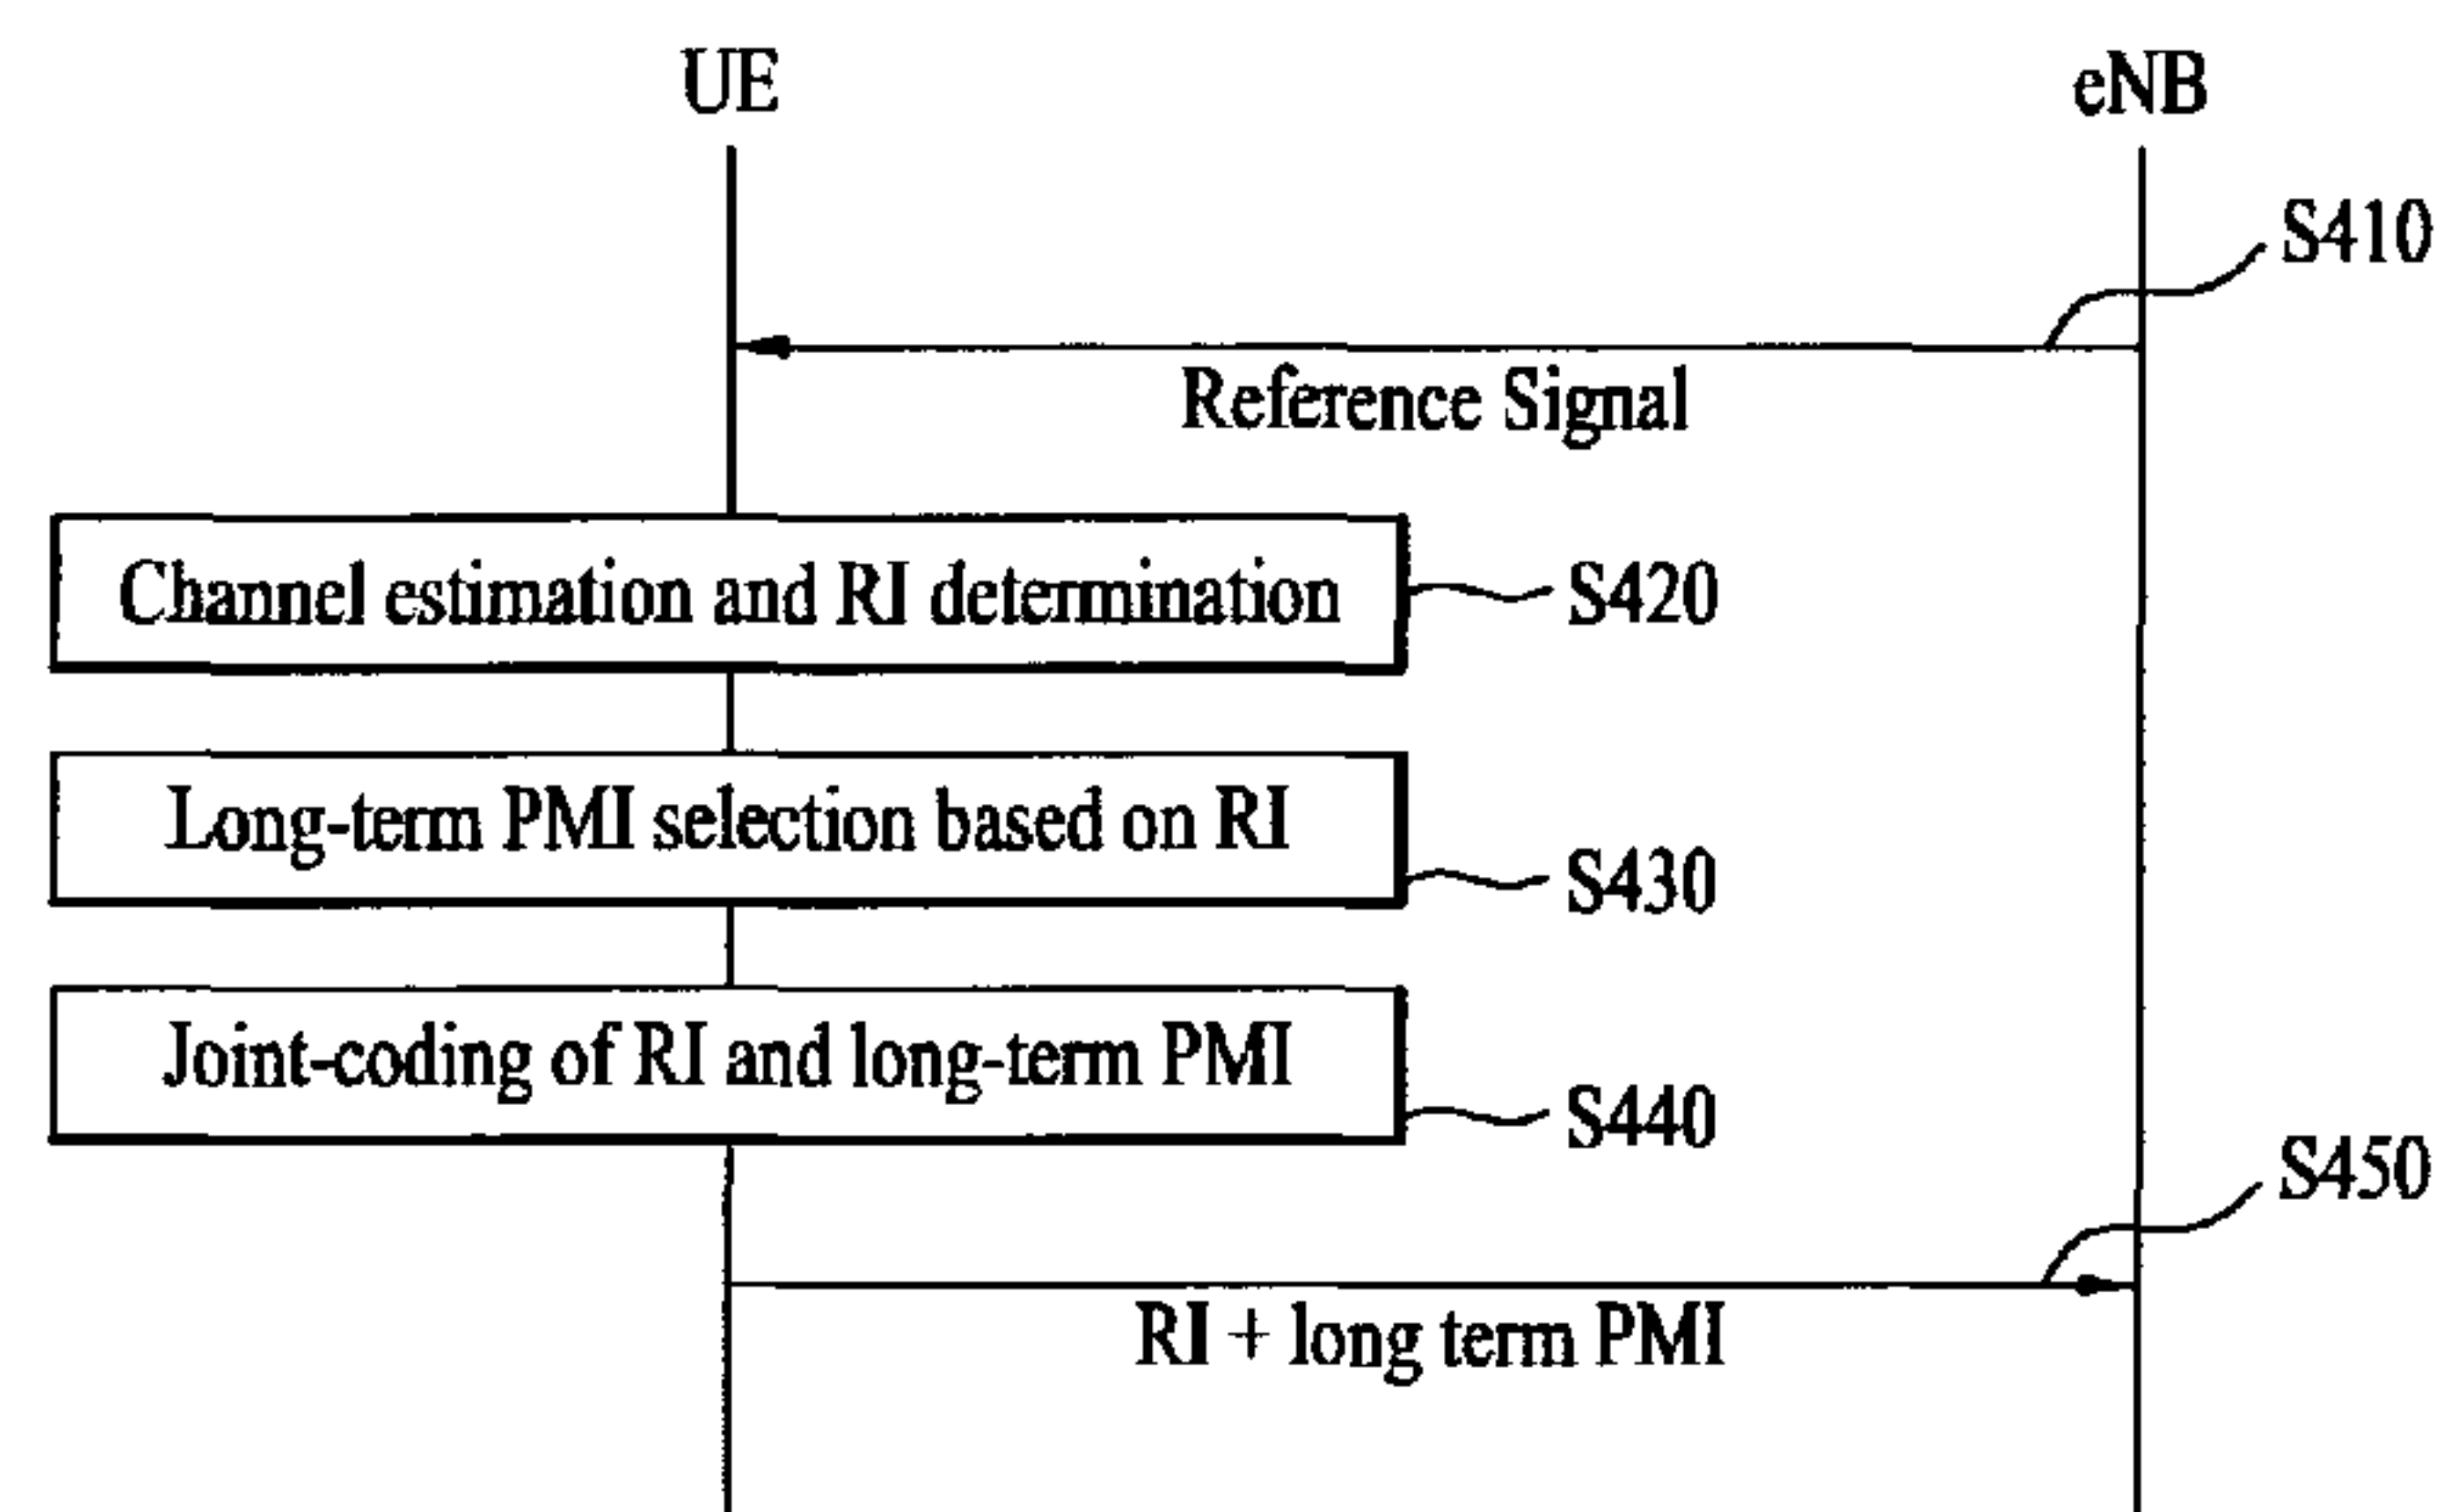 UE
eNB
S410
Reference Signal
Channel estimation and RI determination
S420
Long-term PMI selection based on RI
S430
Joint-coding of RI and long-term PMI
S440
S450
RI + long term PMI